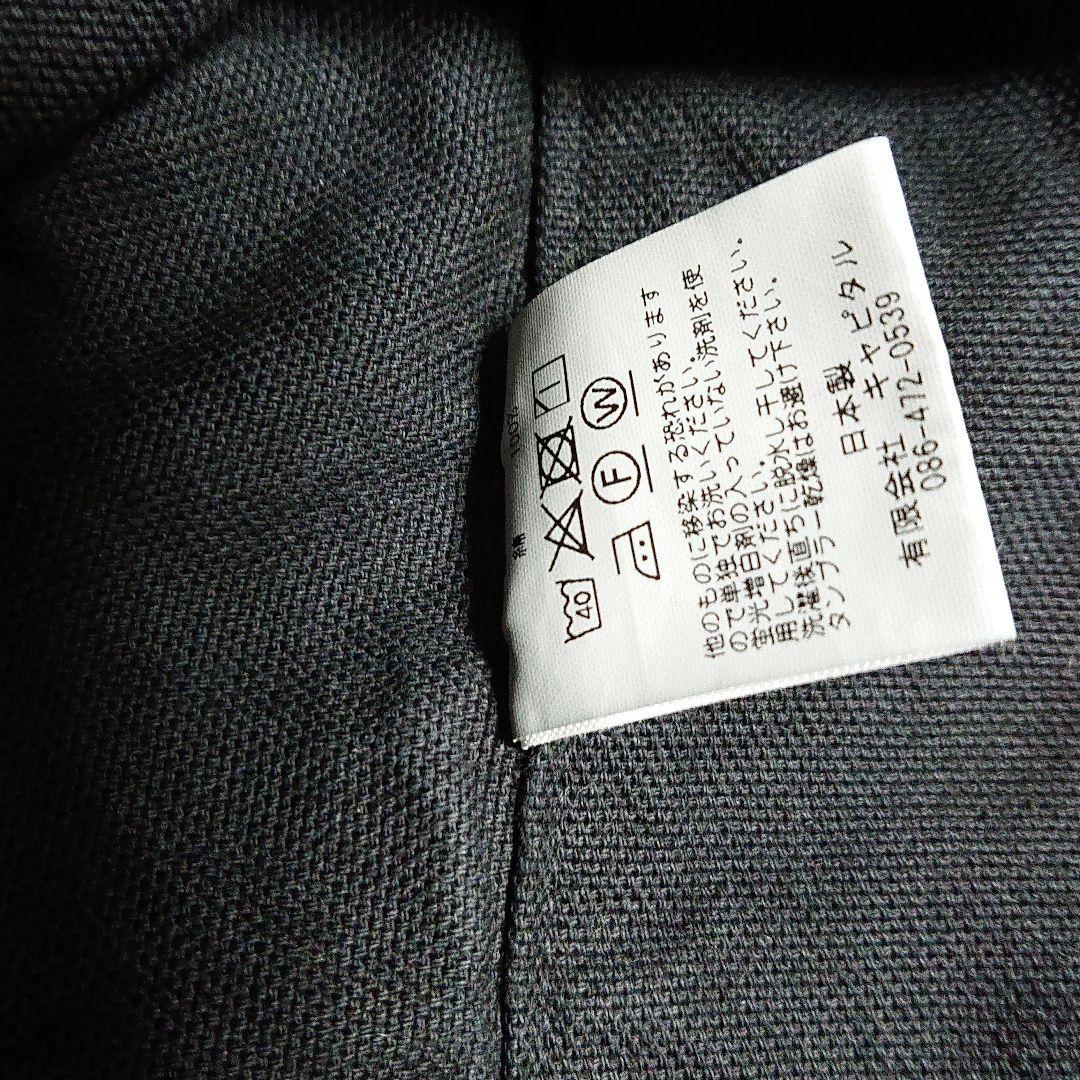 綿 100%
40
F W
他のものに移染する恐れがあります
ので単独でお洗いください。
蛍光増白剤の入っていない洗剤を使
用してください。
洗濯後直ちに脱水し干してください。
タンブラー乾燥はお避け下さい。
日本製
有限会社 キャピタル
086-472-0539